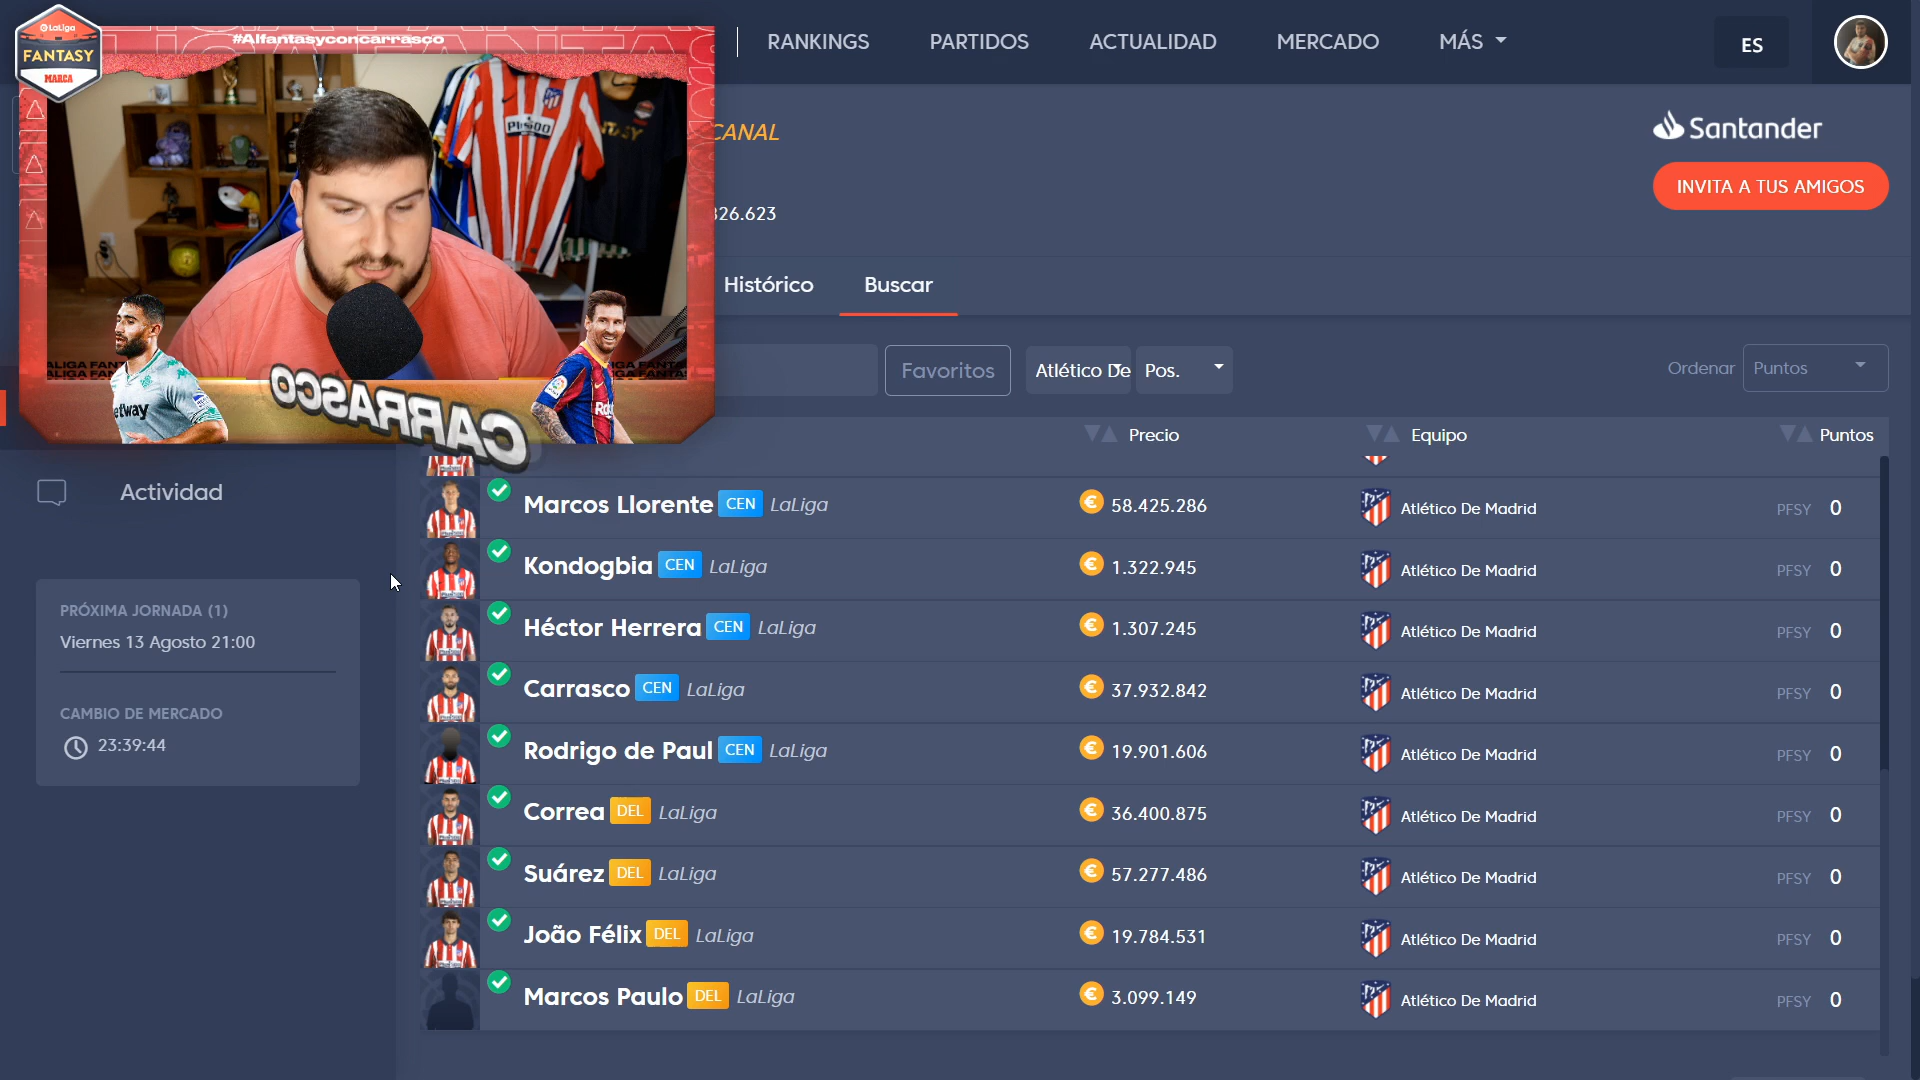 LaLiga
FANTASY
MARCA
#Alfantasyconcarrasco
Plus500
RANKINGS
PARTIDOS
ACTUALIDAD
MERCADO
MÁS
ES
CANAL
Santander
INVITA A TUS AMIGOS
326.623
Histórico
Buscar
Favoritos
Atlético De
Pos.
Ordenar
Puntos
CARRASCO
CARRASCO
Precio
Equipo
Puntos
Actividad
PRÓXIMA JORNADA (1)
Viernes 13 Agosto 21:00
CAMBIO DE MERCADO
23:39:44
Marcos Llorente CEN LaLiga 58.425.286 Atlético De Madrid PFSY 0
Kondogbia CEN LaLiga 1.322.945 Atlético De Madrid PFSY 0
Héctor Herrera CEN LaLiga 1.307.245 Atlético De Madrid PFSY 0
Carrasco CEN LaLiga 37.932.842 Atlético De Madrid PFSY 0
Rodrigo de Paul CEN LaLiga 19.901.606 Atlético De Madrid PFSY 0
Correa DEL LaLiga 36.400.875 Atlético De Madrid PFSY 0
Suárez DEL LaLiga 57.277.486 Atlético De Madrid PFSY 0
João Félix DEL LaLiga 19.784.531 Atlético De Madrid PFSY 0
Marcos Paulo DEL LaLiga 3.099.149 Atlético De Madrid PFSY 0